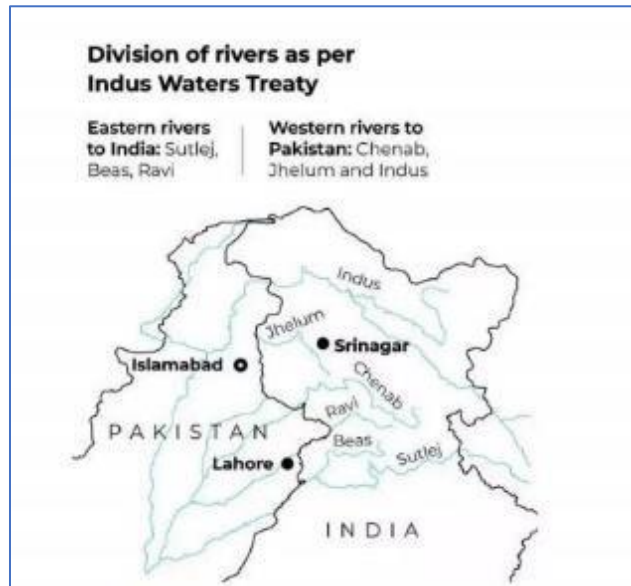 Division of rivers as per
Indus Waters Treaty
Eastern rivers
to India: Sutlej,
Beas, Ravi
Western rivers to
Pakistan: Chenab,
Jhelum and Indus
Indus
Jhelum
Srinagar
Islamabad
Chenab
Ravi
PAKISTAN
Beas
Lahore
Sutlej
INDIA